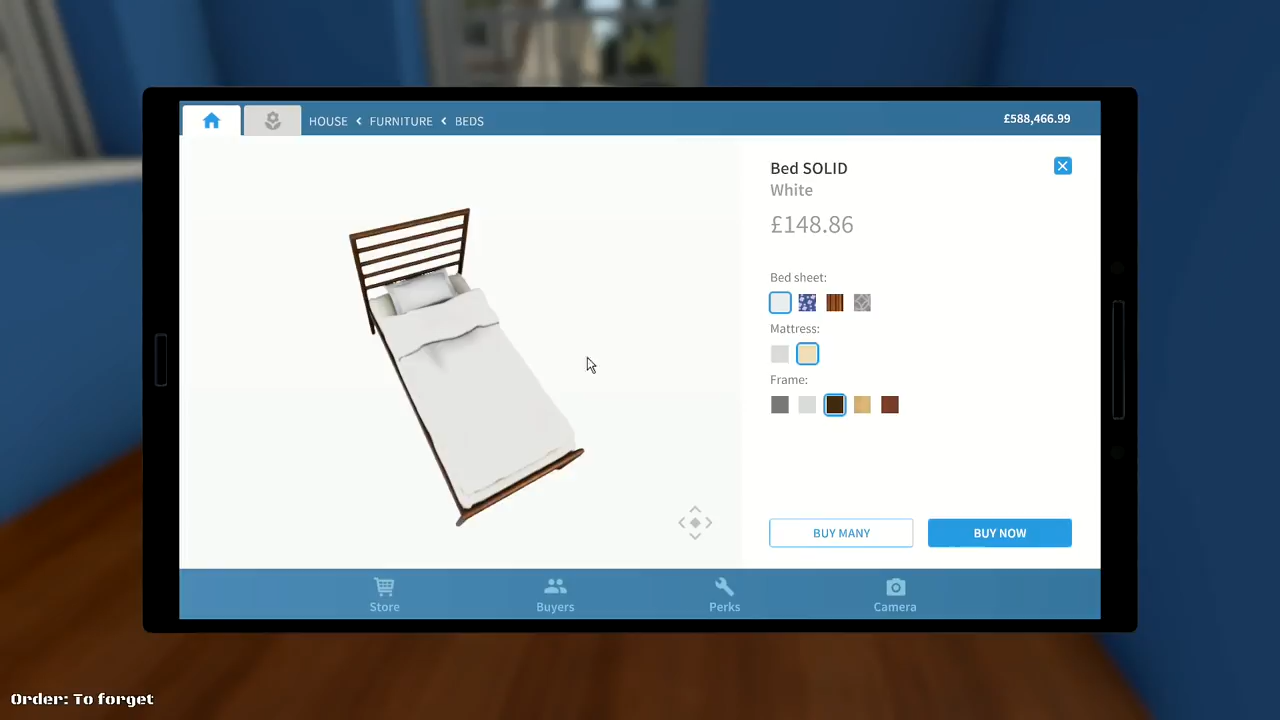 HOUSE < FURNITURE < BEDS
£588,466.99
Bed SOLID
White
£148.86
Bed sheet:
Mattress:
Frame:
BUY MANY
BUY NOW
Store
Buyers
Perks
Camera
Order: To forget